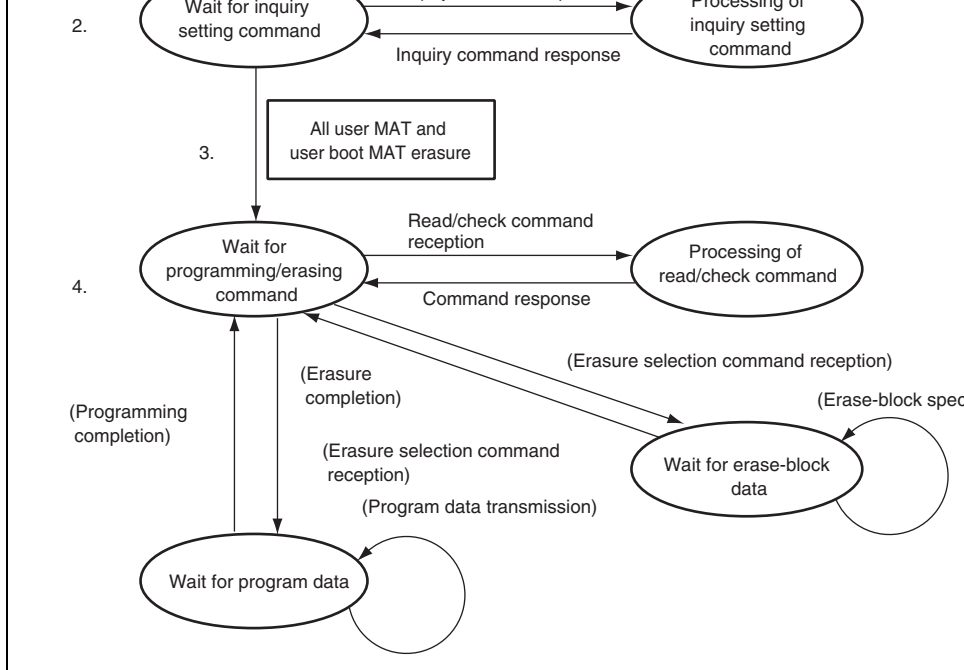 Wait for inquiry
setting command
2.
Processing of
inquiry setting
command
Inquiry command response
3.
All user MAT and
user boot MAT erasure
4.
Wait for
programming/erasing
command
Read/check command
reception
Command response
Processing of
read/check command
(Erasure selection command reception)
(Erasure
completion)
(Programming
completion)
(Erase-block
Wait for erase-block
data
(Erasure selection command
reception)
(Program data transmission)
Wait for program data